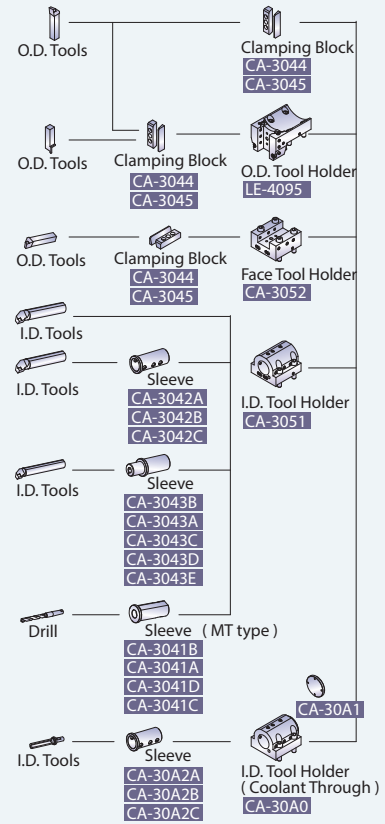 O.D. Tools
Clamping Block
CA-3044
CA-3045
O.D. Tools
Clamping Block
CA-3044
CA-3045
O.D. Tool Holder
LE-4095
O.D. Tools
Clamping Block
CA-3044
CA-3045
Face Tool Holder
CA-3052
I.D. Tools
I.D. Tools
Sleeve
CA-3042A
CA-3042B
CA-3042C
I.D. Tool Holder
CA-3051
I.D. Tools
Sleeve
CA-3043B
CA-3043A
CA-3043C
CA-3043D
CA-3043E
Drill
Sleeve ( MT type )
CA-3041B
CA-3041A
CA-3041D
CA-3041C
CA-30A1
I.D. Tools
Sleeve
CA-30A2A
CA-30A2B
CA-30A2C
I.D. Tool Holder
( Coolant Through )
CA-30A0